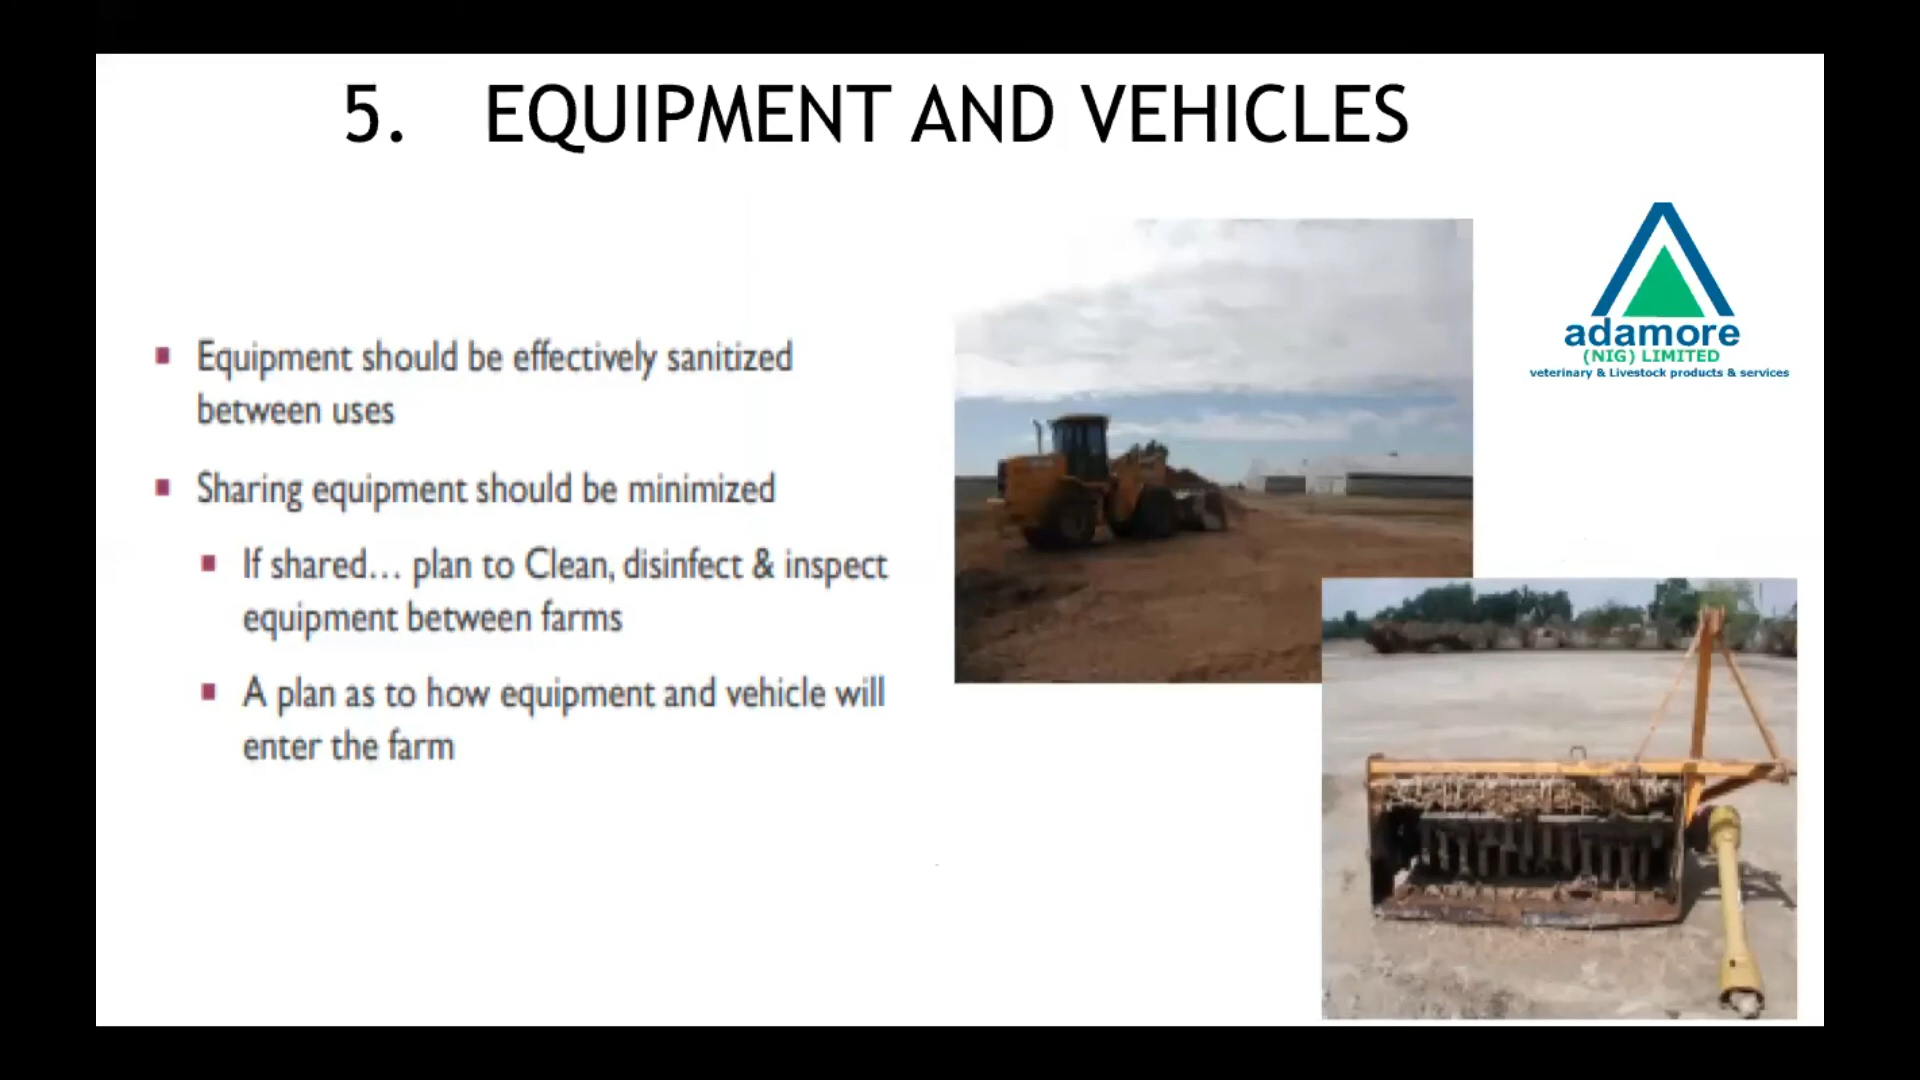 5. EQUIPMENT AND VEHICLES
adamore
(NIG) LIMITED
veterinary & Livestock products & services
Equipment should be effectively sanitized
between uses
Sharing equipment should be minimized
If shared... plan to Clean, disinfect & inspect
equipment between farms
A plan as to how equipment and vehicle will
enter the farm